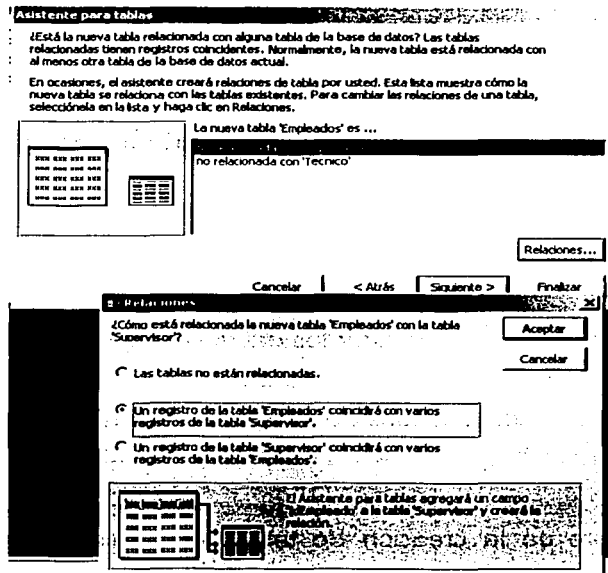 Asistente para tablas
¿Está la nueva tabla relacionada con alguna tabla de la base de datos? Las tablas
relacionadas tienen registros coincidentes. Normalmente, la nueva tabla está relacionada con
al menos otra tabla de la base de datos actual.
En ocasiones, el asistente creará relaciones de tabla por usted. Esta lista muestra cómo la
nueva tabla se relaciona con las tablas existentes. Para cambiar las relaciones de una tabla,
selecciónela en la lista y haga clic en Relaciones.
La nueva tabla 'Empleados' es ...
no relacionada con 'Tecnico'
Relaciones...
Cancelar < Atrás Siguiente > Finalizar
Relaciones
¿Cómo está relacionada la nueva tabla 'Empleados' con la tabla
'Supervisor'?
Aceptar
Cancelar
Las tablas no están relacionadas.
Un registro de la tabla 'Empleados' coincidirá con varios
registros de la tabla 'Supervisor'.
Un registro de la tabla 'Supervisor' coincidirá con varios
registros de la tabla 'Empleados'.
El Asistente para tablas agregará un campo
'IdEmpleado' a la tabla 'Supervisor' y creará la
relación.